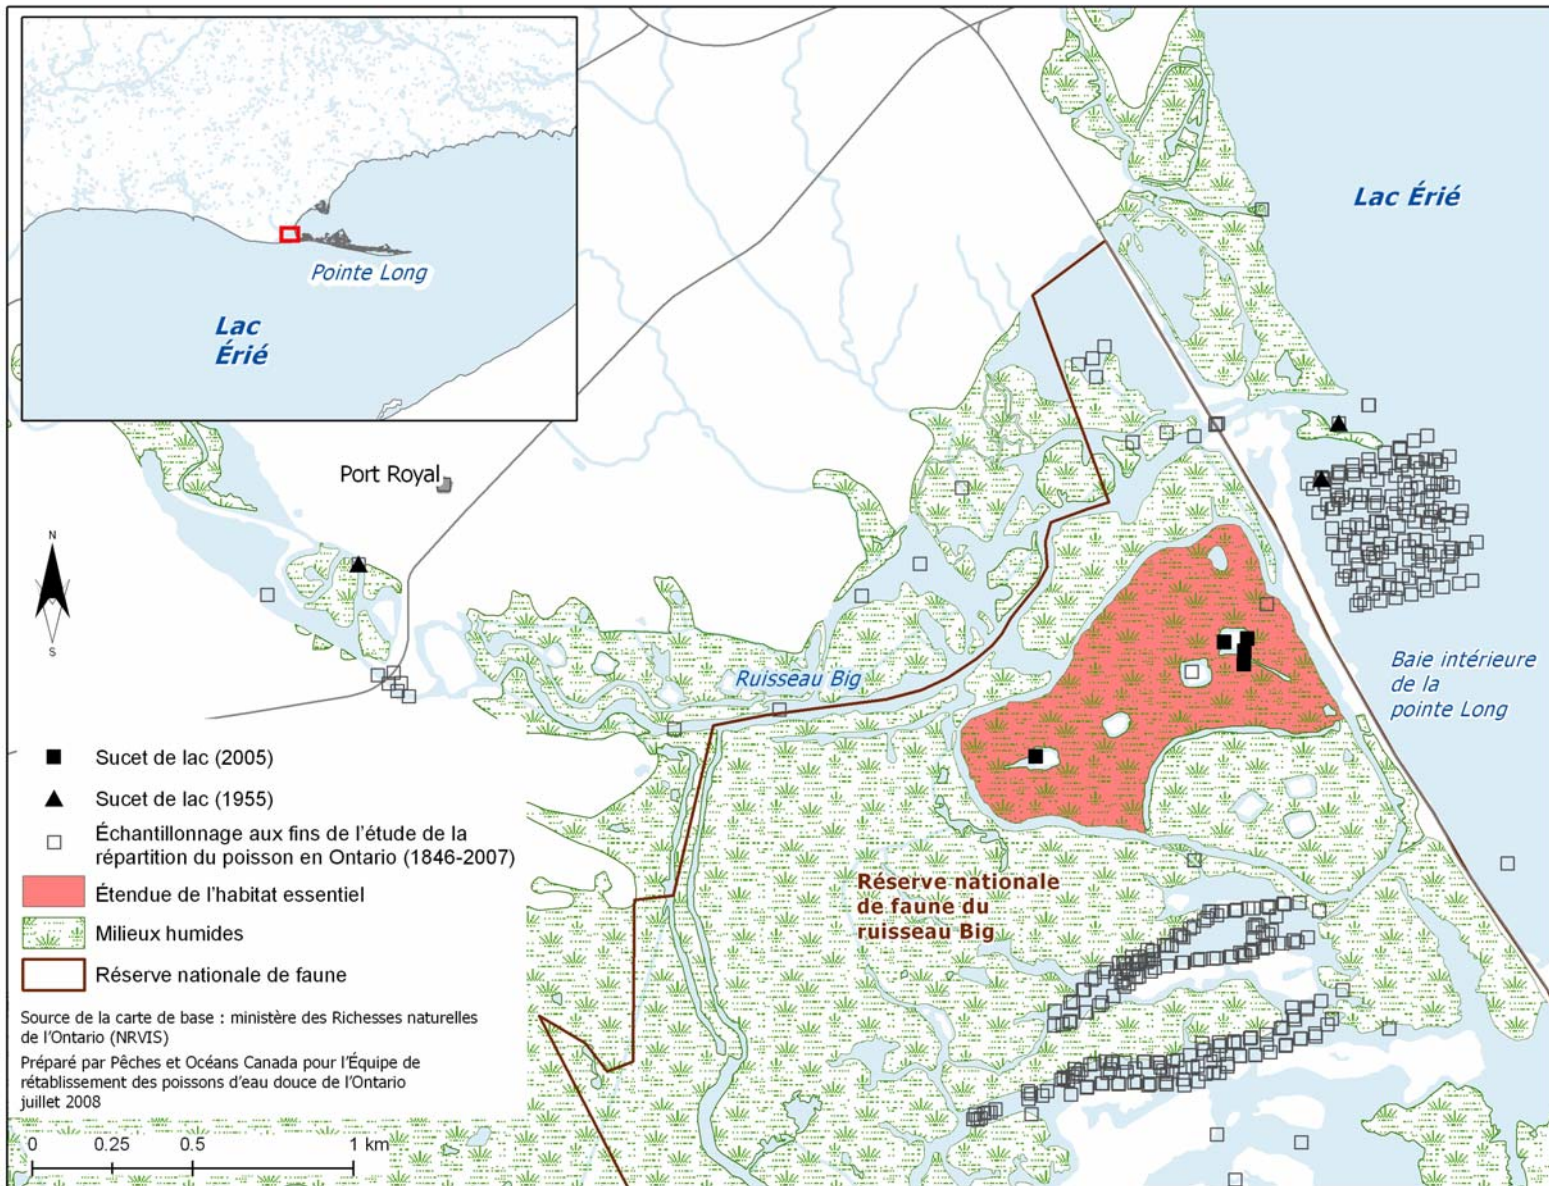 Lac
Érié
Pointe Long
Lac Érié
Port Royal
N
S
Ruisseau Big
Baie intérieure
de la
pointe Long
Réserve nationale
de faune du
ruisseau Big
Sucet de lac (2005)
Sucet de lac (1955)
Échantillonnage aux fins de l'étude de la
répartition du poisson en Ontario (1846-2007)
Étendue de l'habitat essentiel
Milieux humides
Réserve nationale de faune
Source de la carte de base : ministère des Richesses naturelles
de l'Ontario (NRVIS)
Préparé par Pêches et Océans Canada pour l'Équipe de
rétablissement des poissons d'eau douce de l'Ontario
juillet 2008
0 0.25 0.5 1 km